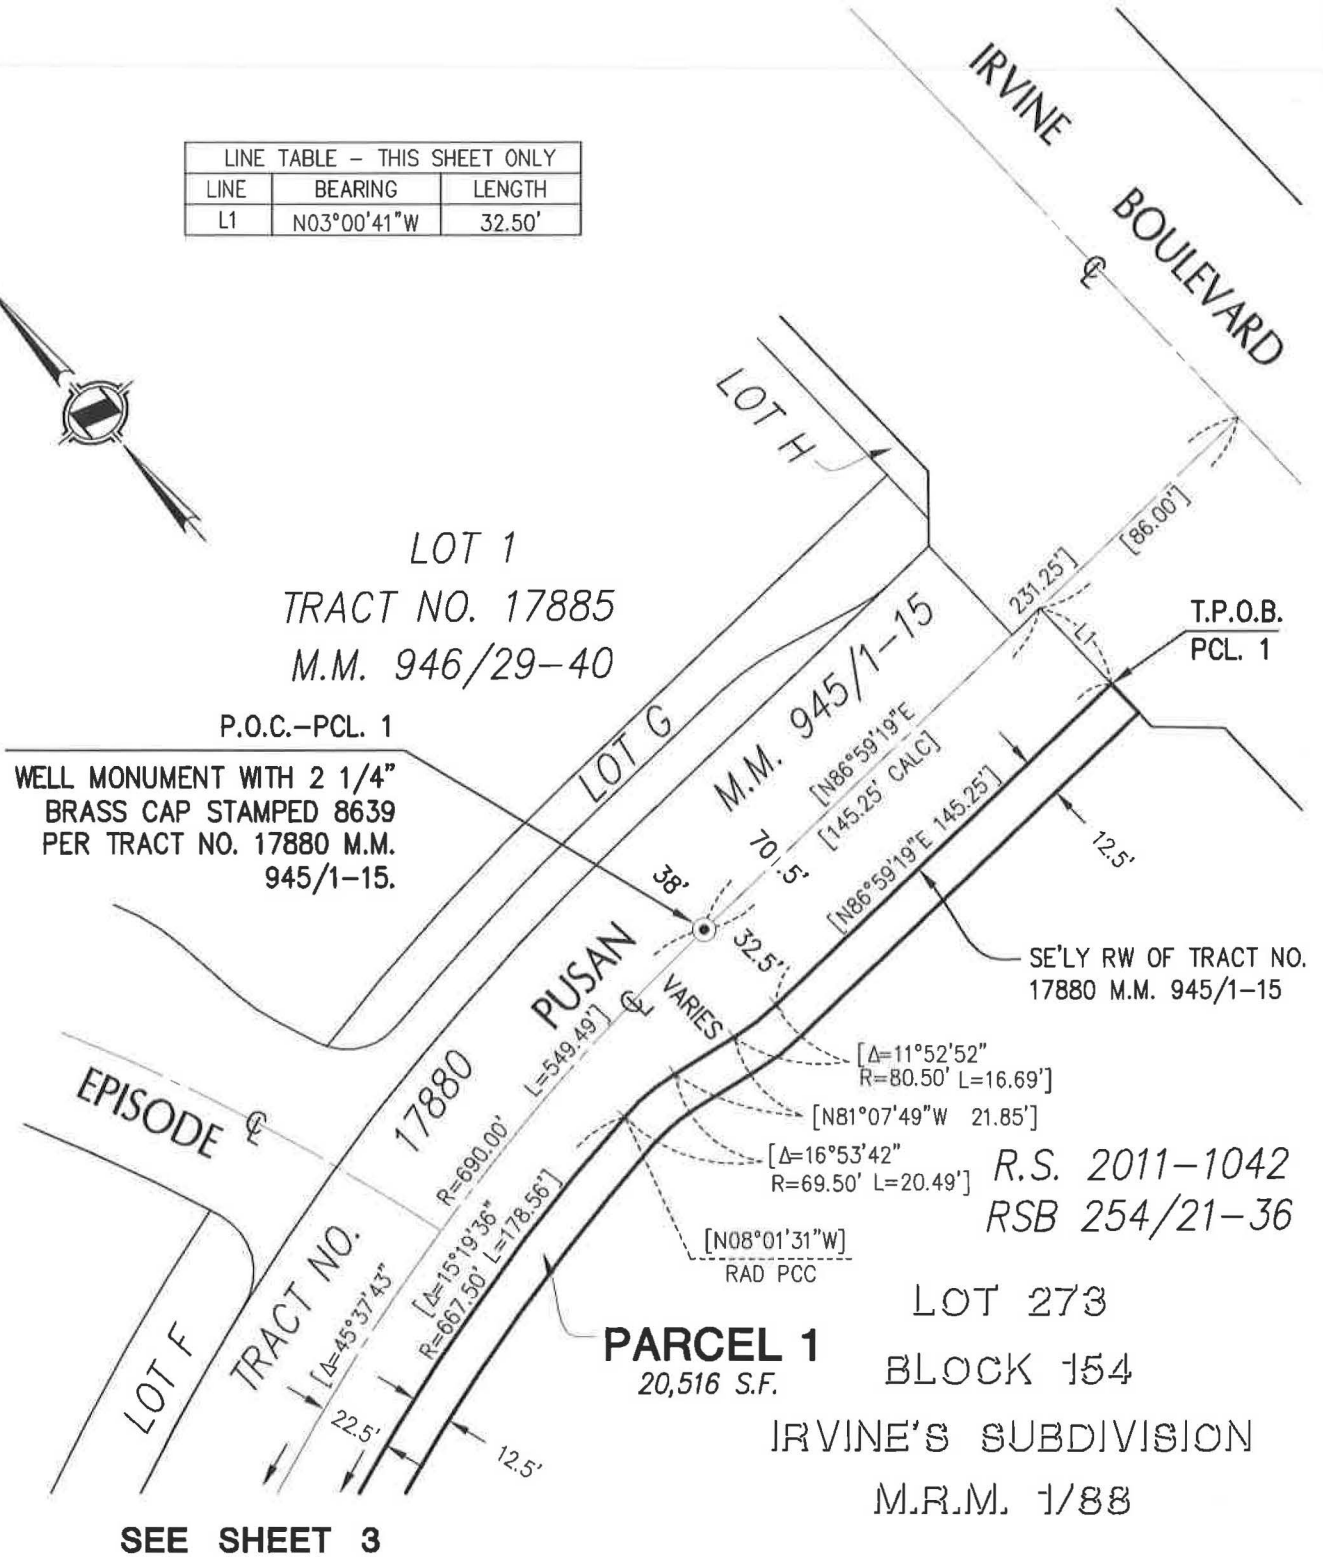 IRVINE
BOULEVARD
LINE TABLE – THIS SHEET ONLY
LINE BEARING LENGTH
L1 N03°00'41"W 32.50'
℄
LOT H
[86.00']
231.25'
L1
T.P.O.B.
PCL. 1
LOT 1
TRACT NO. 17885
M.M. 946/29–40
M.M. 945/1–15
LOT G
[N86°59'19"E
[145.25' CALC]
[N86°59'19"E 145.25']
P.O.C.–PCL. 1
WELL MONUMENT WITH 2 1/4"
BRASS CAP STAMPED 8639
PER TRACT NO. 17880 M.M.
945/1–15.
70.5'
38'
32.5'
12.5'
SE'LY RW OF TRACT NO.
17880 M.M. 945/1–15
PUSAN
℄
VARIES
[Δ=11°52'52"
R=80.50' L=16.69']
[N81°07'49"W 21.85']
[Δ=16°53'42"
R=69.50' L=20.49']
[N08°01'31"W]
RAD PCC
R.S. 2011–1042
RSB 254/21–36
EPISODE
℄
TRACT NO. 17880
[Δ=45°37'43" R=690.00' L=549.49']
[Δ=15°19'36"
R=667.50' L=178.56']
LOT F
PARCEL 1
20,516 S.F.
LOT 273
BLOCK 154
IRVINE'S SUBDIVISION
M.R.M. 1/88
22.5'
12.5'
SEE SHEET 3